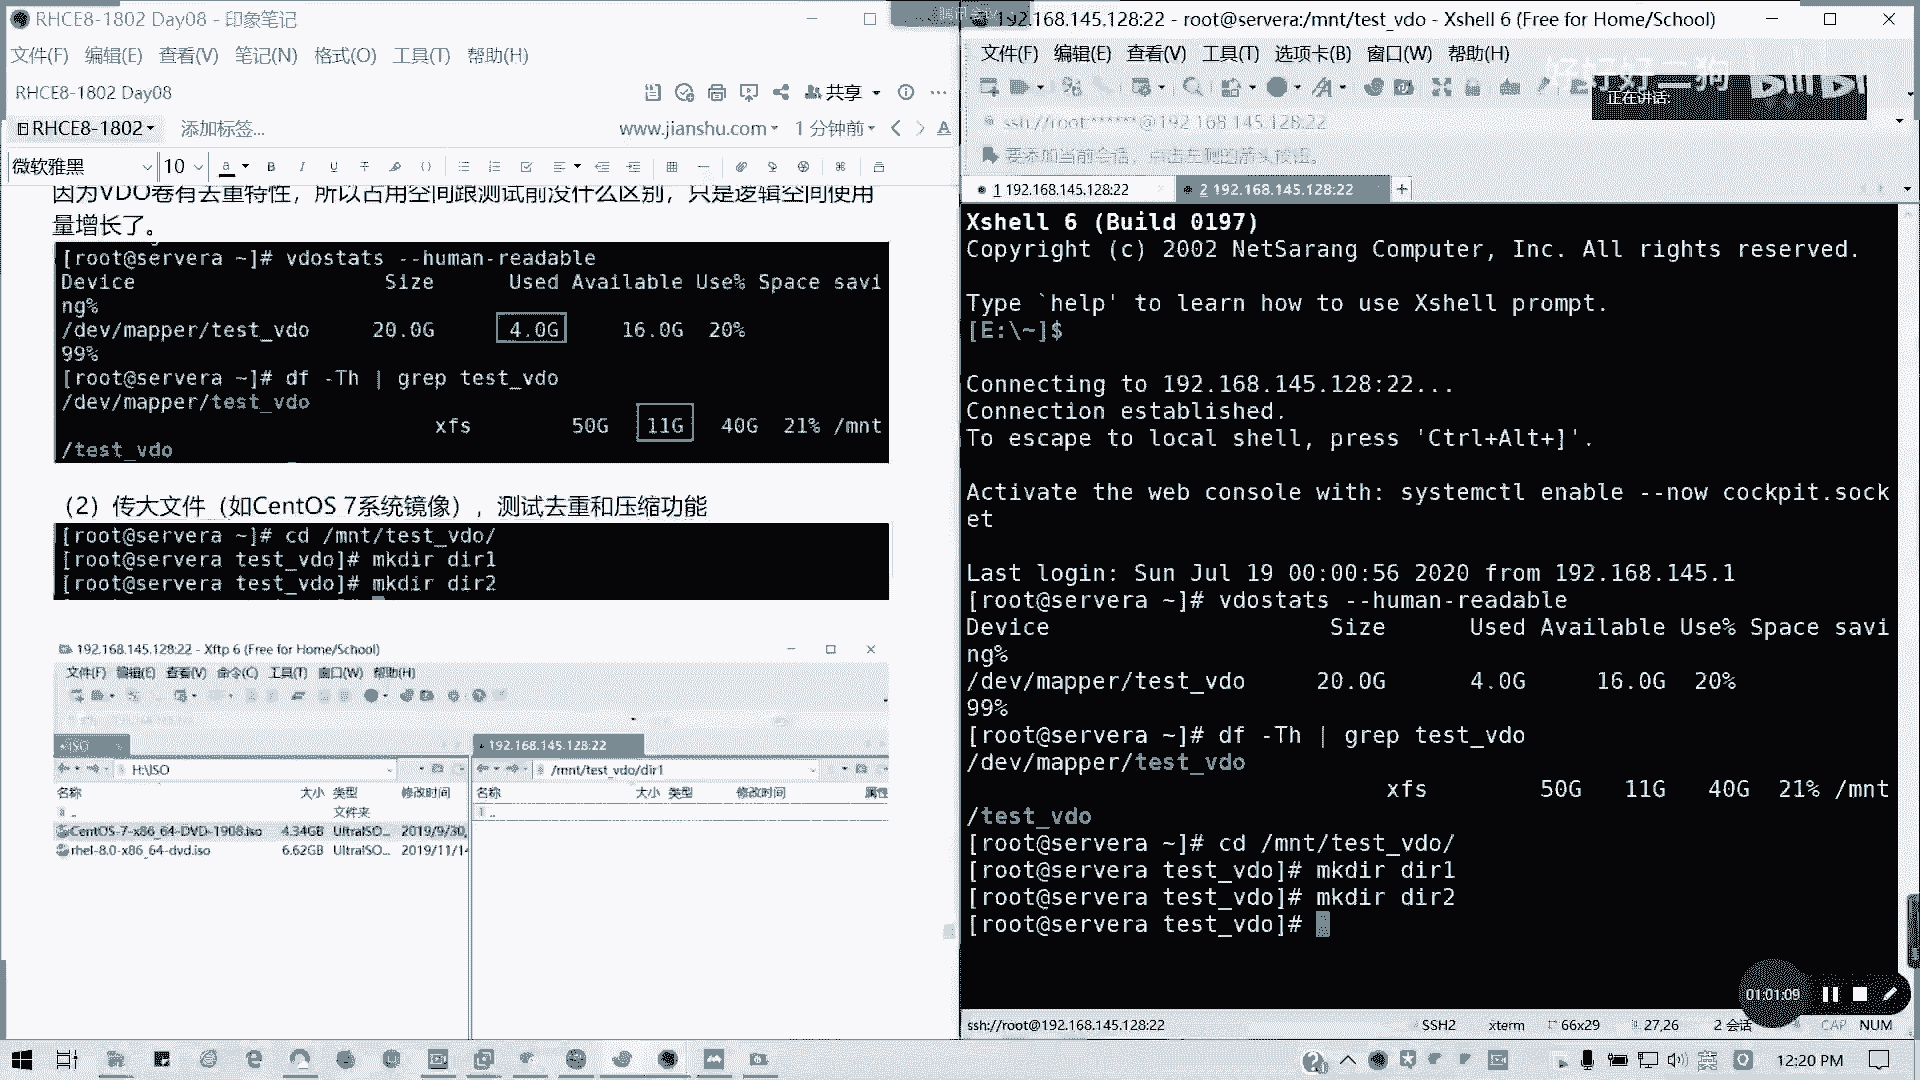 RHCE8-1802 Day08 - 印象笔记
文件(F) 编辑(E) 查看(V) 笔记(N) 格式(O) 工具(T) 帮助(H)
RHCE8-1802 Day08
共享
RHCE8-1802
添加标签...
www.jianshu.com
1 分钟前
微软雅黑
10
因为VDO卷有去重特性，所以占用空间跟测试前没什么区别，只是逻辑空间使用
量增长了。
[root@servera ~]# vdostats --human-readable
Device Size Used Available Use% Space savi
ng%
/dev/mapper/test_vdo 20.0G 4.0G 16.0G 20%
99%
[root@servera ~]# df -Th | grep test_vdo
/dev/mapper/test_vdo
xfs 50G 11G 40G 21% /mnt
/test_vdo
（2）传大文件（如CentOS 7系统镜像），测试去重和压缩功能
[root@servera ~]# cd /mnt/test_vdo/
[root@servera test_vdo]# mkdir dir1
[root@servera test_vdo]# mkdir dir2
192.168.145.128:22 - Xftp 6 (Free for Home/School)
文件(F) 编辑(E) 查看(V) 命令(C) 工具(T) 窗口(W) 帮助(H)
ISO
192.168.145.128:22
H:\ISO
/mnt/test_vdo/dir1
名称 大小 类型 修改时间
名称 大小 类型 修改时间 属性
..
文件夹
..
CentOS-7-x86_64-DVD-1908.iso 4.34GB UltraISO... 2019/9/30,
rhel-8.0-x86_64-dvd.iso 6.62GB UltraISO... 2019/11/14
192.168.145.128:22 - root@servera:/mnt/test_vdo - Xshell 6 (Free for Home/School)
文件(F) 编辑(E) 查看(V) 工具(T) 选项卡(B) 窗口(W) 帮助(H)
正在讲话:
ssh://root:******@192.168.145.128:22
要添加当前会话，点击左侧的箭头按钮。
1 192.168.145.128:22
2 192.168.145.128:22
Xshell 6 (Build 0197)
Copyright (c) 2002 NetSarang Computer, Inc. All rights reserved.
Type `help' to learn how to use Xshell prompt.
[E:\~]$
Connecting to 192.168.145.128:22...
Connection established.
To escape to local shell, press 'Ctrl+Alt+]'.
Activate the web console with: systemctl enable --now cockpit.sock
et
Last login: Sun Jul 19 00:00:56 2020 from 192.168.145.1
[root@servera ~]# vdostats --human-readable
Device Size Used Available Use% Space savi
ng%
/dev/mapper/test_vdo 20.0G 4.0G 16.0G 20%
99%
[root@servera ~]# df -Th | grep test_vdo
/dev/mapper/test_vdo
xfs 50G 11G 40G 21% /mnt
/test_vdo
[root@servera ~]# cd /mnt/test_vdo/
[root@servera test_vdo]# mkdir dir1
[root@servera test_vdo]# mkdir dir2
[root@servera test_vdo]#
01:01:09
ssh://root@192.168.145.128:22 SSH2 xterm 66x29 27,26 2 会话 CAP NUM
英
12:20 PM